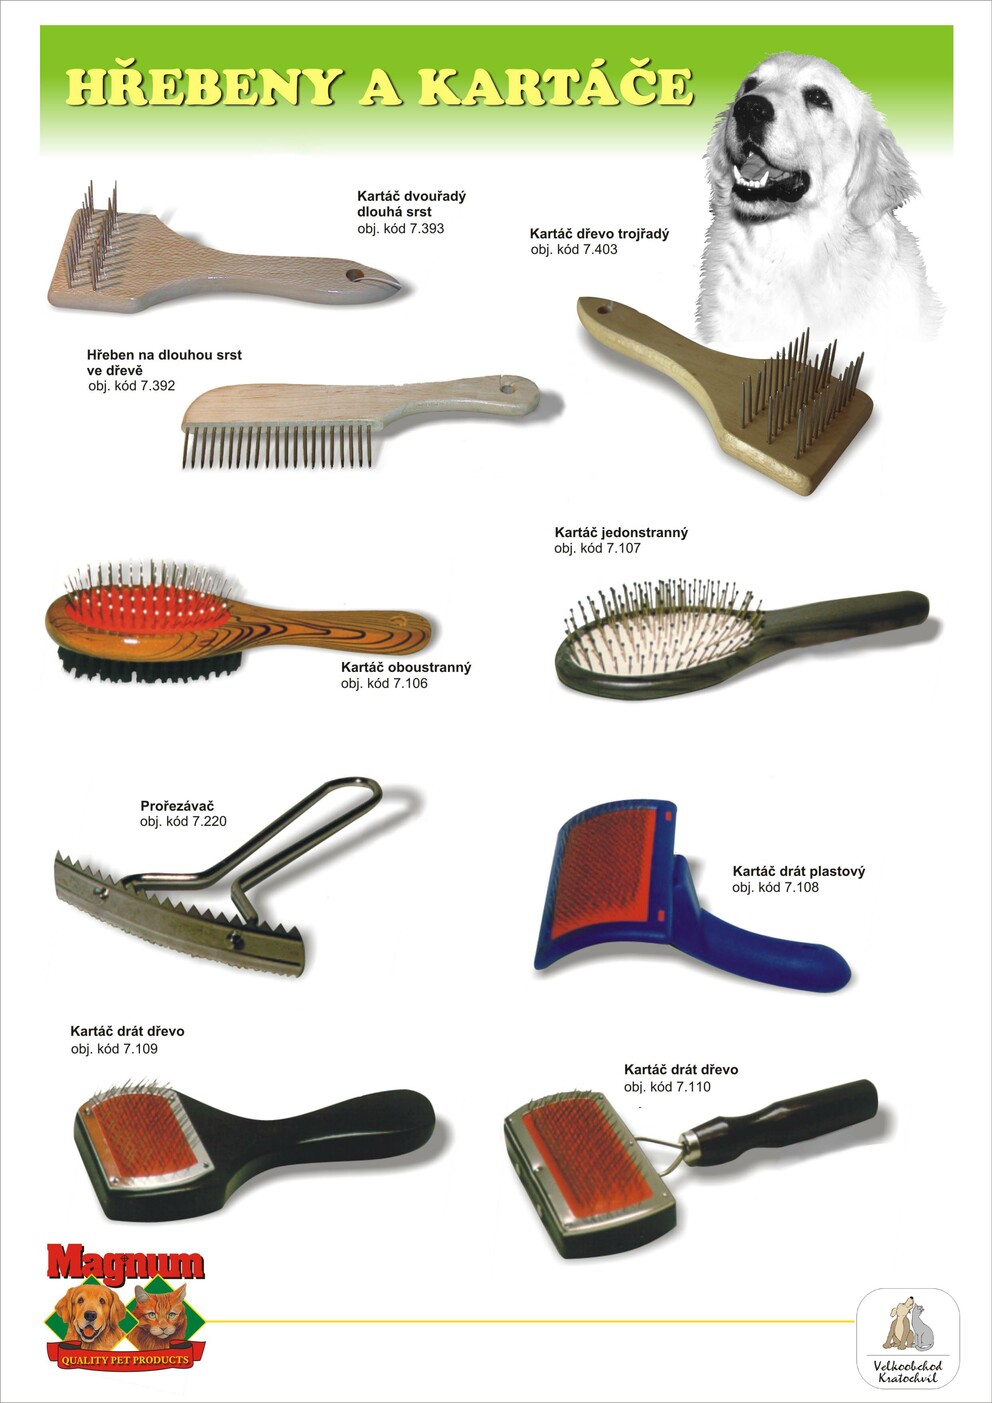 HŘEBENY A KARTÁČE
Kartáč dvouřadý
dlouhá srst
obj. kód 7.393
Kartáč dřevo trojřadý
obj. kód 7.403
Hřeben na dlouhou srst
ve dřevě
obj. kód 7.392
Kartáč jedonstranný
obj. kód 7.107
Kartáč oboustranný
obj. kód 7.106
Prořezávač
obj. kód 7.220
Kartáč drát plastový
obj. kód 7.108
Kartáč drát dřevo
obj. kód 7.109
Kartáč drát dřevo
obj. kód 7.110
Magnum
QUALITY PET PRODUCTS
Velkoobchod
Kratochvíl